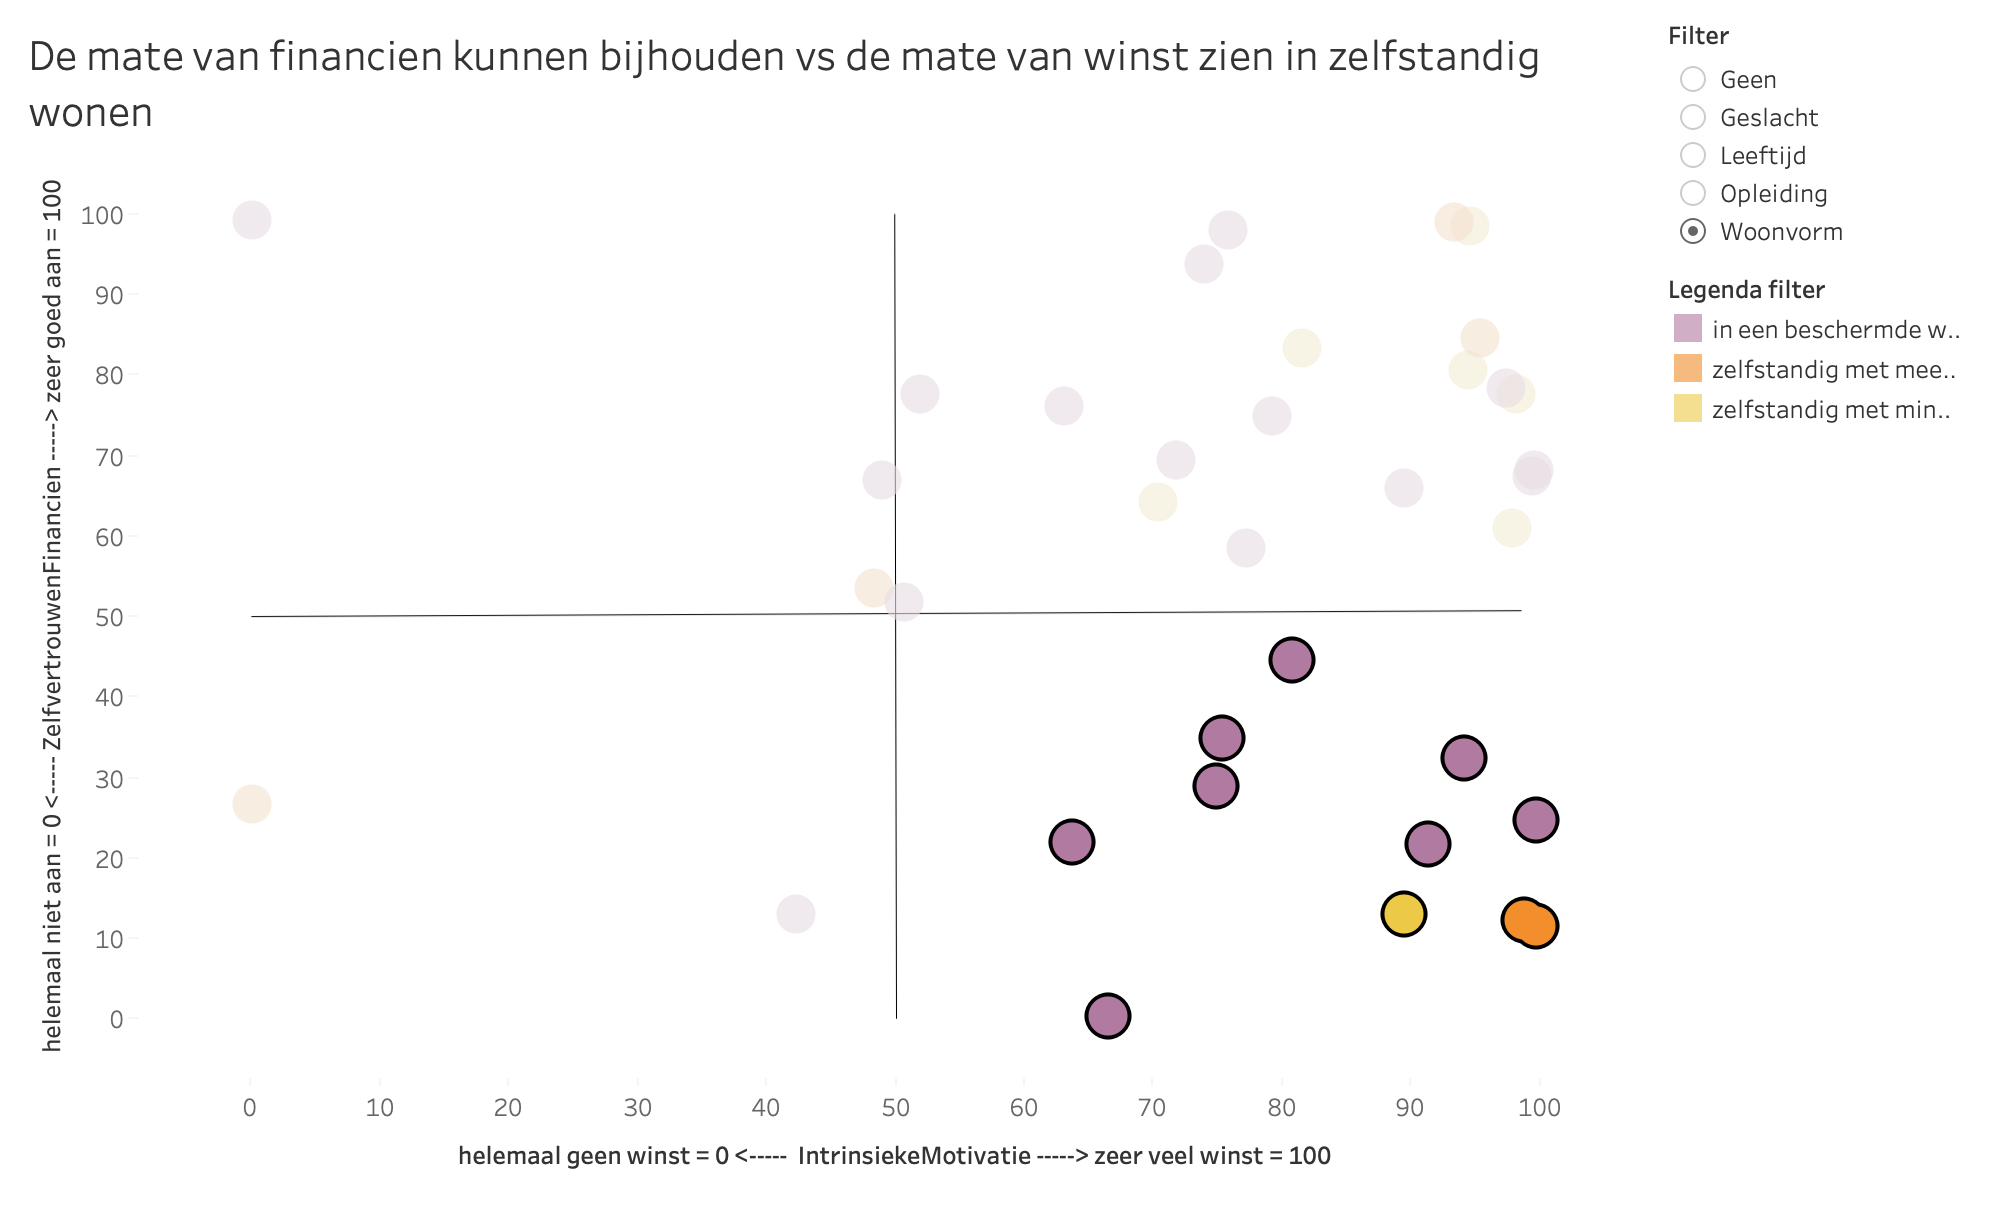 De mate van financien kunnen bijhouden vs de mate van winst zien in zelfstandig
wonen
Filter
Geen
Geslacht
Leeftijd
Opleiding
Woonvorm
Legenda filter
in een beschermde w..
zelfstandig met mee..
zelfstandig met min..
helemaal niet aan = 0 <----- ZelfvertrouwenFinancien -----> zeer goed aan = 100
100
90
80
70
60
50
40
30
20
10
0
0 10 20 30 40 50 60 70 80 90 100
helemaal geen winst = 0 <----- IntrinsiekeMotivatie -----> zeer veel winst = 100